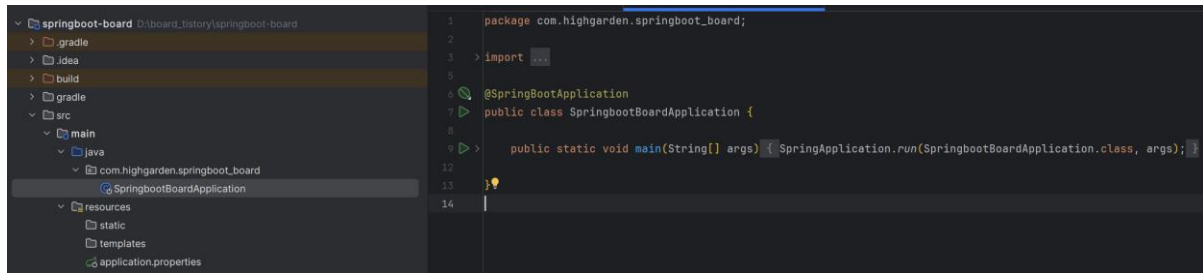 springboot-board D:\board_tistory\springboot-board
.gradle
.idea
build
gradle
src
main
java
com.highgarden.springboot_board
SpringbootBoardApplication
resources
static
templates
application.properties
1 package com.highgarden.springboot_board;
2
3 import ...
5
6 @SpringBootApplication
7 public class SpringbootBoardApplication {
8
9 public static void main(String[] args) { SpringApplication.run(SpringbootBoardApplication.class, args); }
12
13 }
14